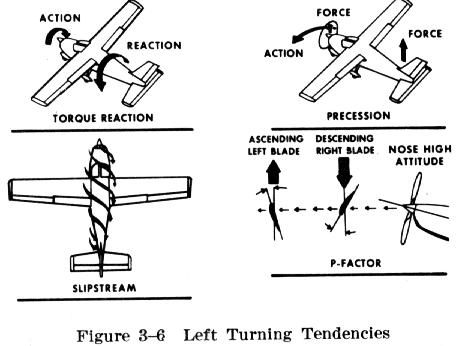 ACTION
REACTION
TORQUE REACTION
FORCE
ACTION
FORCE
PRECESSION
SLIPSTREAM
ASCENDING
LEFT BLADE
DESCENDING
RIGHT BLADE
NOSE HIGH
ATTITUDE
P-FACTOR
Figure 3-6 Left Turning Tendencies